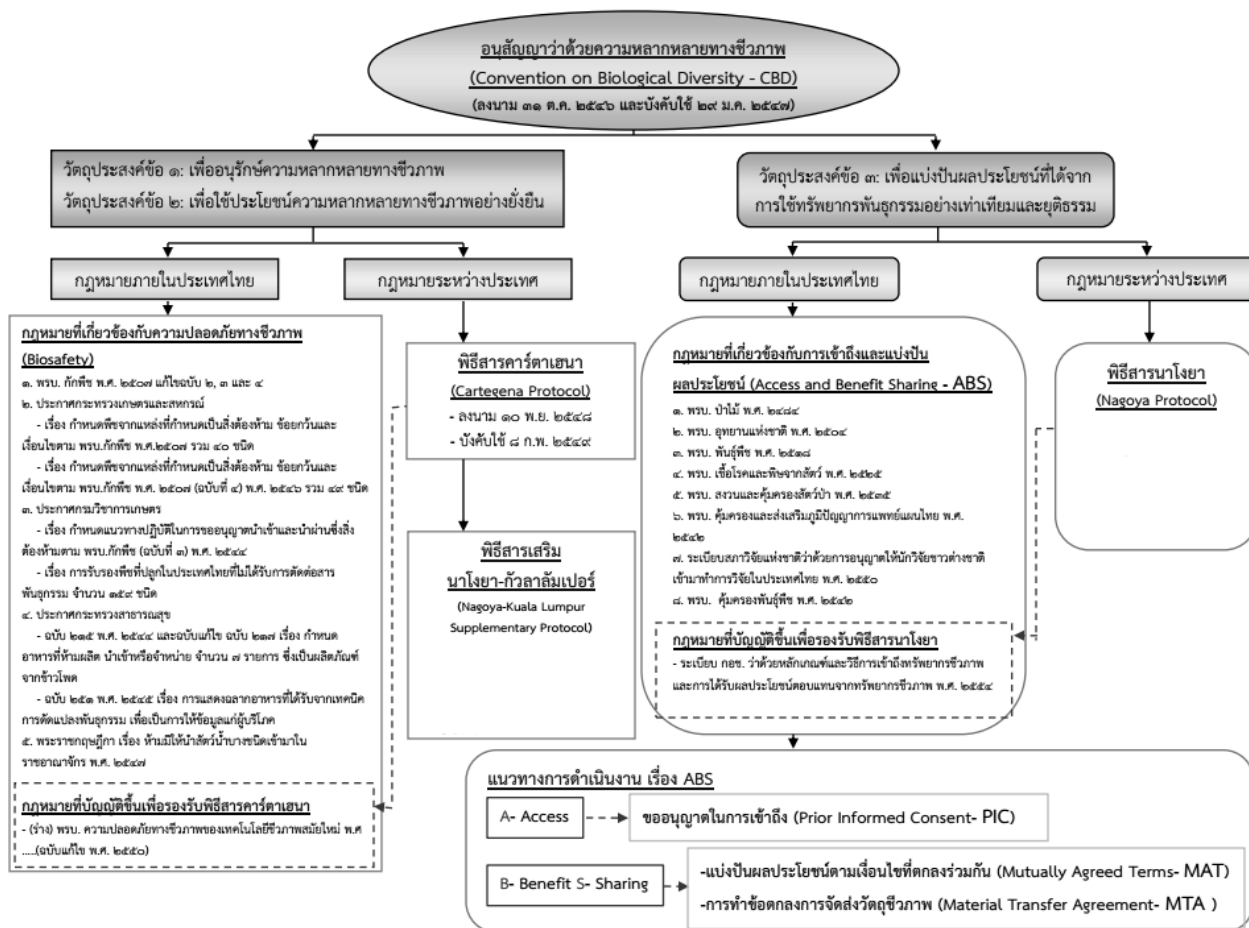 อนุสัญญาว่าด้วยความหลากหลายทางชีวภาพ
(Convention on Biological Diversity - CBD)
(ลงนาม ๓๑ ต.ค. ๒๕๔๖ และบังคับใช้ ๒๙ ม.ค. ๒๕๔๗)
วัตถุประสงค์ข้อ ๑: เพื่ออนุรักษ์ความหลากหลายทางชีวภาพ
วัตถุประสงค์ข้อ ๒: เพื่อใช้ประโยชน์ความหลากหลายทางชีวภาพอย่างยั่งยืน
วัตถุประสงค์ข้อ ๓: เพื่อแบ่งปันผลประโยชน์ที่ได้จาก
การใช้ทรัพยากรพันธุกรรมอย่างเท่าเทียมและยุติธรรม
กฎหมายภายในประเทศไทย
กฎหมายระหว่างประเทศ
กฎหมายภายในประเทศไทย
กฎหมายระหว่างประเทศ
กฎหมายที่เกี่ยวข้องกับความปลอดภัยทางชีวภาพ
(Biosafety)
๑. พรบ. กักพืช พ.ศ. ๒๕๐๗ แก้ไขฉบับ ๒, ๓ และ ๔
๒. ประกาศกระทรวงเกษตรและสหกรณ์
- เรื่อง กำหนดพืชจากแหล่งที่กำหนดเป็นสิ่งต้องห้าม ข้อยกว้นและ
เงื่อนไขตาม พรบ.กักพืช พ.ศ.๒๕๐๗ รวม ๔๐ ชนิด
- เรื่อง กำหนดพืชจากแหล่งที่กำหนดเป็นสิ่งต้องห้าม ข้อยกว้นและ
เงื่อนไขตาม พรบ.กักพืช พ.ศ. ๒๕๐๗ (ฉบับที่ ๔) พ.ศ. ๒๕๔๖ รวม ๔๙ ชนิด
๓. ประกาศกรมวิชาการเกษตร
- เรื่อง กำหนดแนวทางปฏิบัติในการขออนุญาตนำเข้าและนำผ่านซึ่งสิ่ง
ต้องห้ามตาม พรบ.กักพืช (ฉบับที่ ๓) พ.ศ. ๒๕๔๔
- เรื่อง การรับรองพืชที่ปลูกในประเทศไทยที่ไม่ได้รับการตัดต่อสาร
พันธุกรรม จำนวน ๑๕๙ ชนิด
๔. ประกาศกระทรวงสาธารณสุข
- ฉบับ ๒๑๕ พ.ศ. ๒๕๔๔ และฉบับแก้ไข ฉบับ ๒๑๗ เรื่อง กำหนด
อาหารที่ห้ามผลิต นำเข้าหรือจำหน่าย จำนวน ๗ รายการ ซึ่งเป็นผลิตภัณฑ์
จากข้าวโพด
- ฉบับ ๒๕๑ พ.ศ. ๒๕๔๕ เรื่อง การแสดงฉลากอาหารที่ได้รับจากเทคนิค
การดัดแปลงพันธุกรรม เพื่อเป็นการให้ข้อมูลแก่ผู้บริโภค
๕. พระราชกฤษฎีกา เรื่อง ห้ามมิให้นำสัตว์น้ำบางชนิดเข้ามาใน
ราชอาณาจักร พ.ศ. ๒๕๔๗
กฎหมายที่บัญญัติขึ้นเพื่อรองรับพิธีสารคาร์ตาเฮนา
- (ร่าง) พรบ. ความปลอดภัยทางชีวภาพของเทคโนโลยีชีวภาพสมัยใหม่ พ.ศ
.....(ฉบับแก้ไข พ.ศ. ๒๕๕๐)
พิธีสารคาร์ตาเฮนา
(Cartegena Protocol)
- ลงนาม ๑๐ พ.ย. ๒๕๔๘
- บังคับใช้ ๘ ก.พ. ๒๕๔๙
พิธีสารเสริม
นาโงยา-กัวลาลัมเปอร์
(Nagoya-Kuala Lumpur
Supplementary Protocol)
กฎหมายที่เกี่ยวข้องกับการเข้าถึงและแบ่งปัน
ผลประโยชน์ (Access and Benefit Sharing - ABS)
๑. พรบ. ป่าไม้ พ.ศ. ๒๔๘๔
๒. พรบ. อุทยานแห่งชาติ พ.ศ. ๒๕๐๔
๓. พรบ. พันธุ์พืช พ.ศ. ๒๕๑๘
๔. พรบ. เชื้อโรคและพิษจากสัตว์ พ.ศ. ๒๕๒๕
๕. พรบ. สงวนและคุ้มครองสัตว์ป่า พ.ศ. ๒๕๓๕
๖. พรบ. คุ้มครองและส่งเสริมภูมิปัญญาการแพทย์แผนไทย พ.ศ.
๒๕๔๒
๗. ระเบียบสภาวิจัยแห่งชาติว่าด้วยการอนุญาตให้นักวิจัยชาวต่างชาติ
เข้ามาทำการวิจัยในประเทศไทย พ.ศ. ๒๕๕๐
๘. พรบ. คุ้มครองพันธุ์พืช พ.ศ. ๒๕๔๒
กฎหมายที่บัญญัติขึ้นเพื่อรองรับพิธีสารนาโงยา
- ระเบียบ กอช. ว่าด้วยหลักเกณฑ์และวิธีการเข้าถึงทรัพยากรชีวภาพ
และการได้รับผลประโยชน์ตอบแทนจากทรัพยากรชีวภาพ พ.ศ. ๒๕๕๔
พิธีสารนาโงยา
(Nagoya Protocol)
แนวทางการดำเนินงาน เรื่อง ABS
A- Access
ขออนุญาตในการเข้าถึง (Prior Informed Consent- PIC)
B- Benefit S- Sharing
-แบ่งปันผลประโยชน์ตามเงื่อนไขที่ตกลงร่วมกัน (Mutually Agreed Terms- MAT)
-การทำข้อตกลงการจัดส่งวัตถุชีวภาพ (Material Transfer Agreement- MTA )